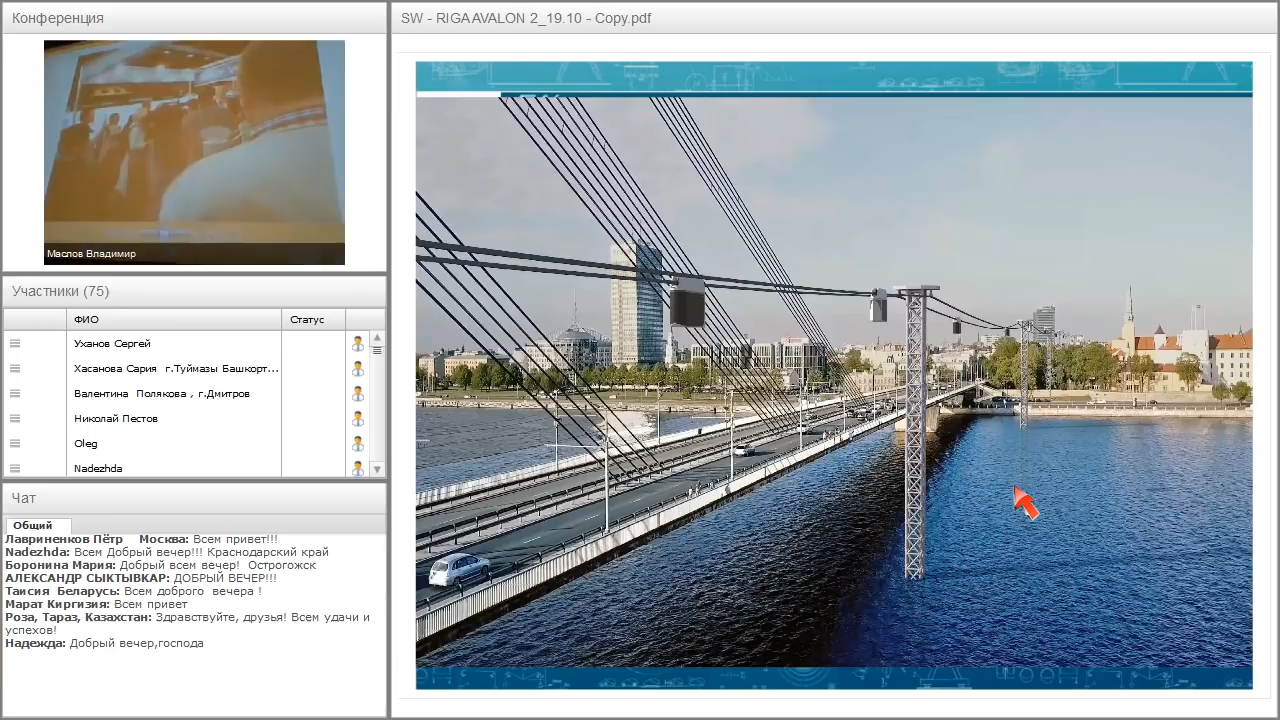 Конференция
Маслов Владимир
Участники (75)
ФИО
Статус
Уханов Сергей
Хасанова Сария г.Туймазы Башкорт...
Валентина Полякова , г.Дмитров
Николай Пестов
Oleg
Nadezhda
Чат
Общий
Лавриненков Пётр Москва: Всем привет!!!
Nadezhda: Всем Добрый вечер!!! Краснодарский край
Боронина Мария: Добрый всем вечер! Острогожск
АЛЕКСАНДР СЫКТЫВКАР: ДОБРЫЙ ВЕЧЕР!!!
Таисия Беларусь: Всем доброго вечера !
Марат Киргизия: Всем привет
Роза, Тараз, Казахстан: Здравствуйте, друзья! Всем удачи и
успехов!
Надежда: Добрый вечер,господа
SW - RIGAAVALON 2_19.10 - Copy.pdf